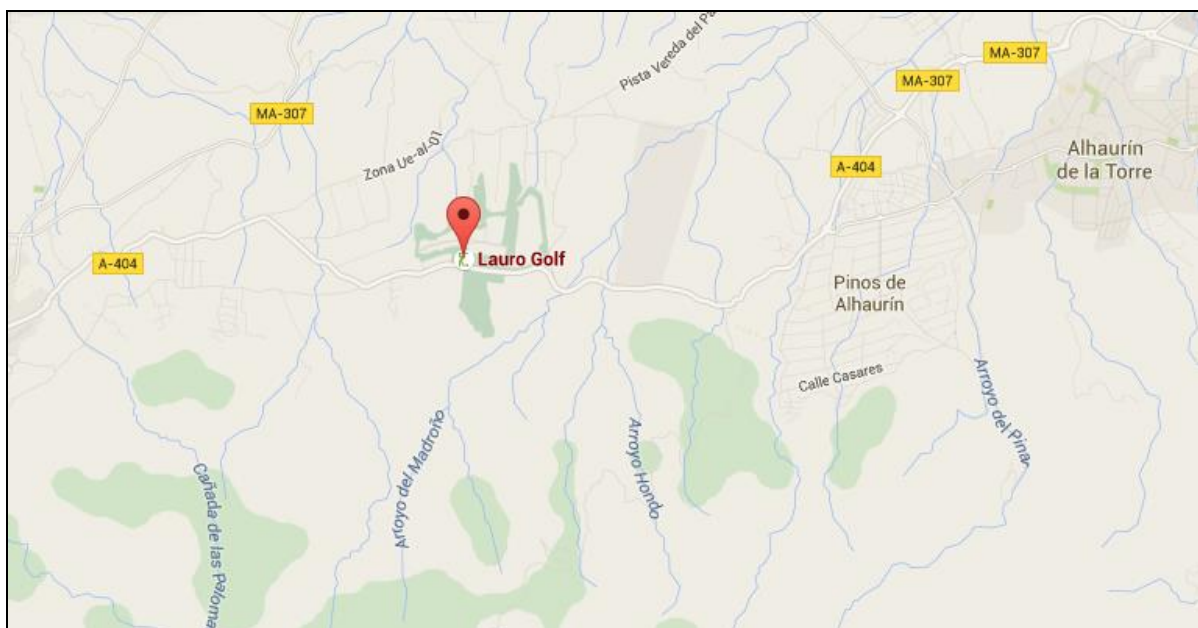 MA-307
MA-307
MA-307
Pista Vereda del Pa
Zona Ue-al-01
A-404
Alhaurín
de la Torre
Lauro Golf
A-404
Pinos de
Alhaurín
Calle Casares
Arroyo del Pinar
Arroyo del Madroño
Arroyo Hondo
Cañada de las Paloma